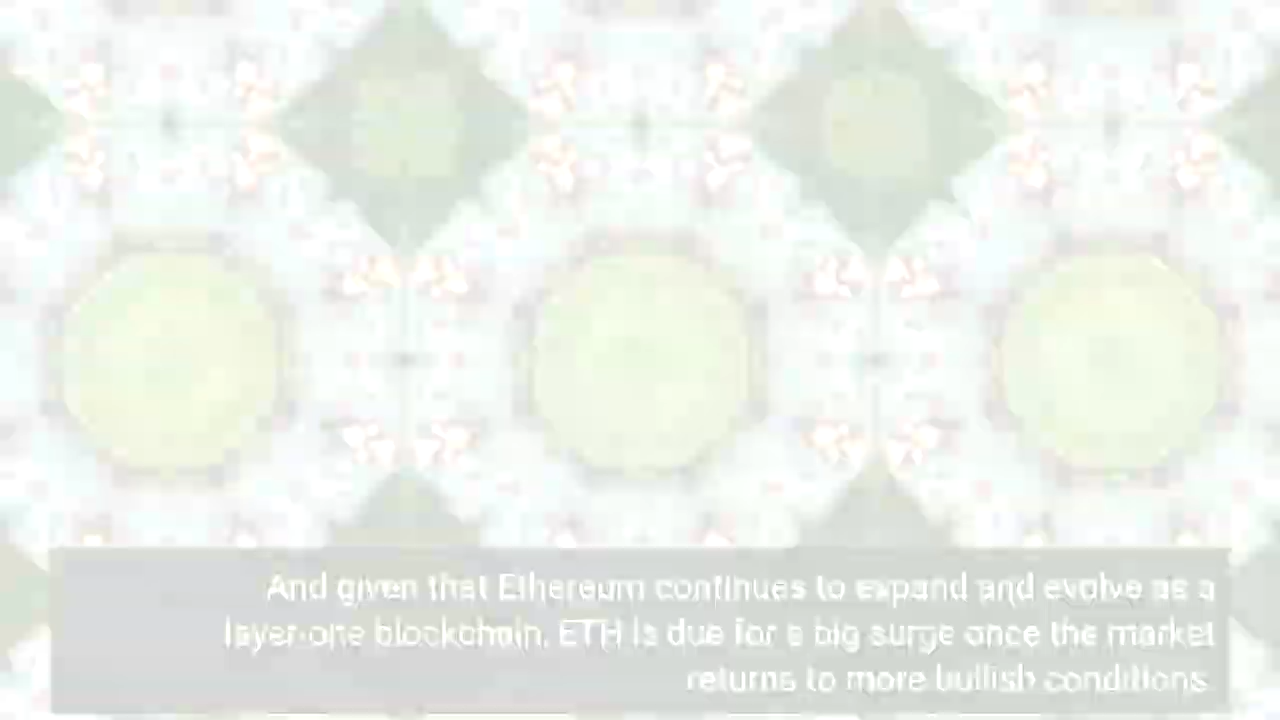 And given that Ethereum continues to expand and evolve as a
layer-one blockchain, ETH is due for a big surge once the market
returns to more bullish conditions.